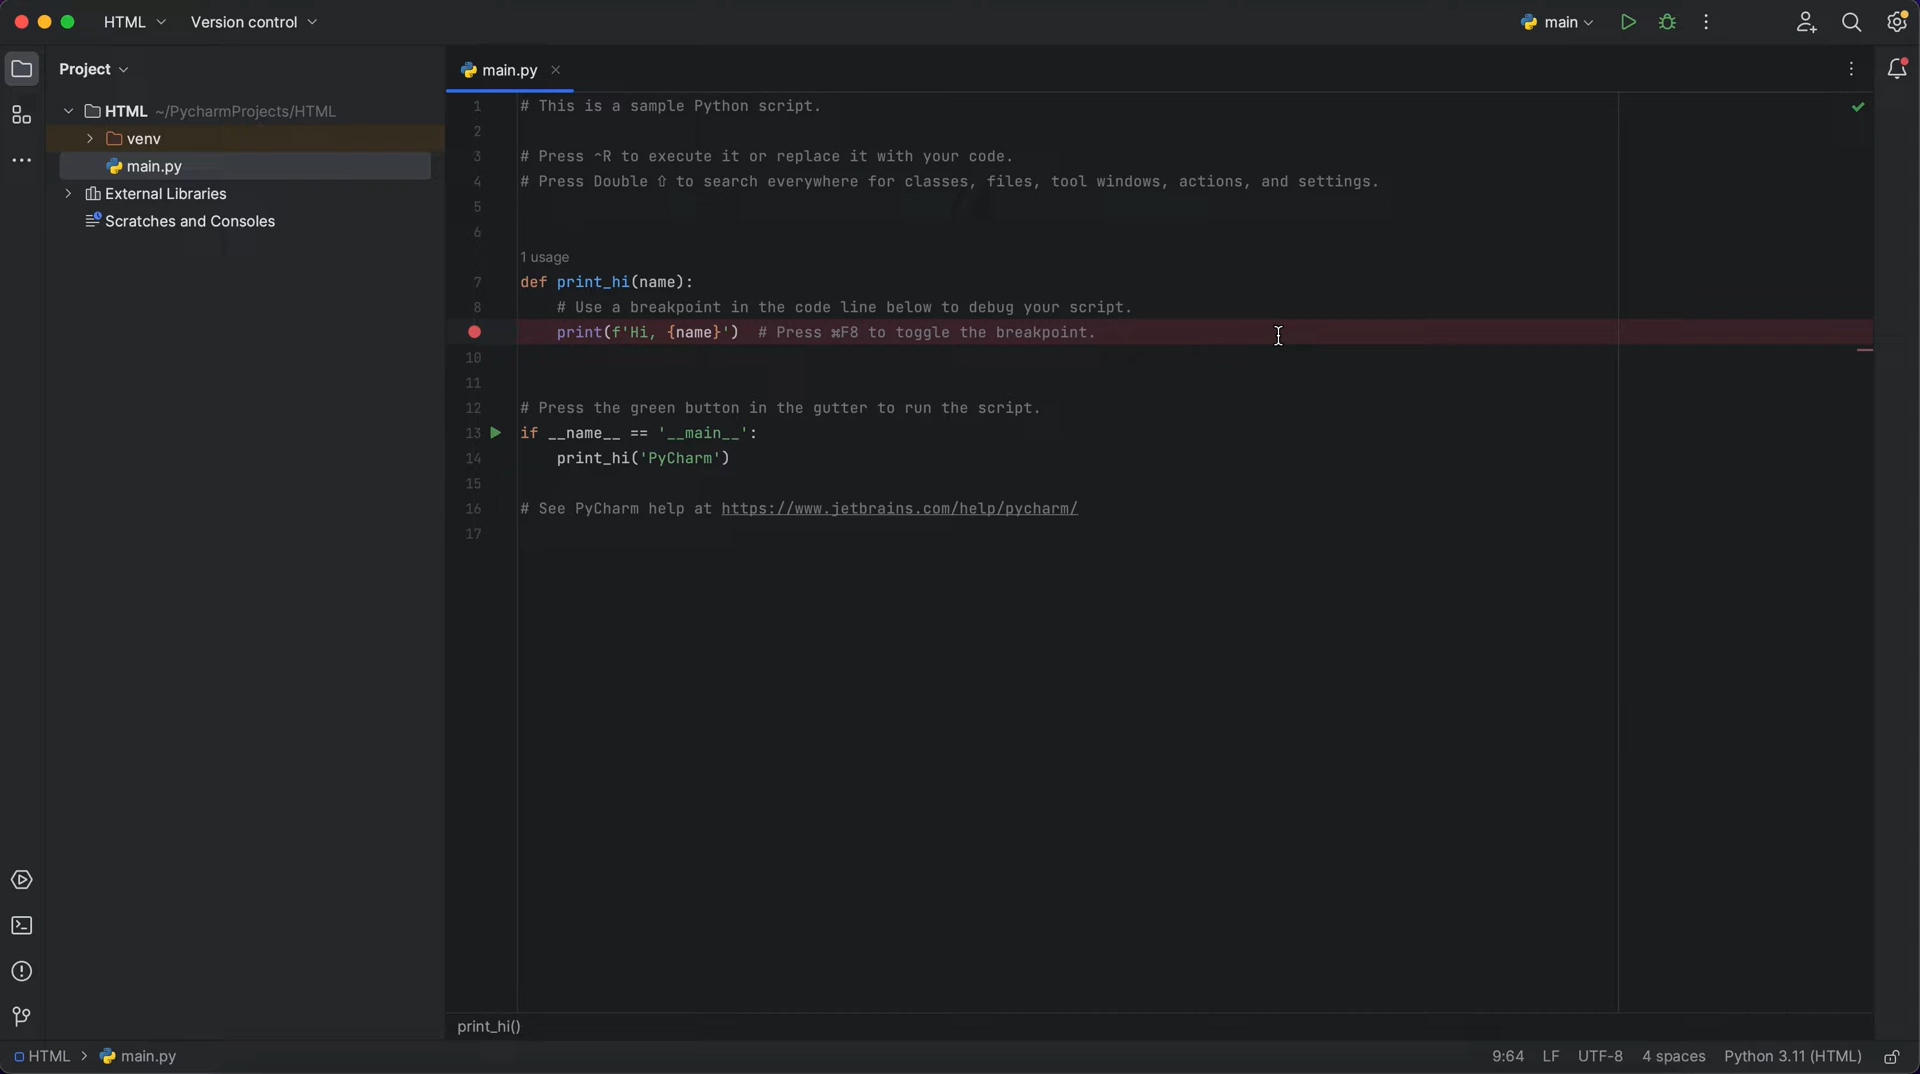 HTML Version control main
Project main.py
HTML ~/PycharmProjects/HTML
venv
main.py
External Libraries
Scratches and Consoles
1 # This is a sample Python script.
2
3 # Press ⌃R to execute it or replace it with your code.
4 # Press Double ⇧ to search everywhere for classes, files, tool windows, actions, and settings.
5
6
1 usage
7 def print_hi(name):
8     # Use a breakpoint in the code line below to debug your script.
    print(f'Hi, {name}')  # Press ⌘F8 to toggle the breakpoint.
10
11
12 # Press the green button in the gutter to run the script.
13 if __name__ == '__main__':
14     print_hi('PyCharm')
15
16 # See PyCharm help at https://www.jetbrains.com/help/pycharm/
17
print_hi()
HTML main.py 9:64 LF UTF-8 4 spaces Python 3.11 (HTML)